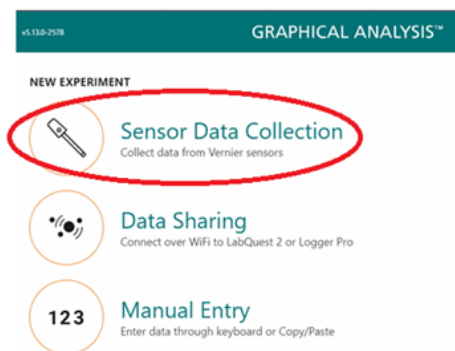 v5.13.0-2578
GRAPHICAL ANALYSIS™
NEW EXPERIMENT
Sensor Data Collection
Collect data from Vernier sensors
Data Sharing
Connect over WiFi to LabQuest 2 or Logger Pro
123
Manual Entry
Enter data through keyboard or Copy/Paste